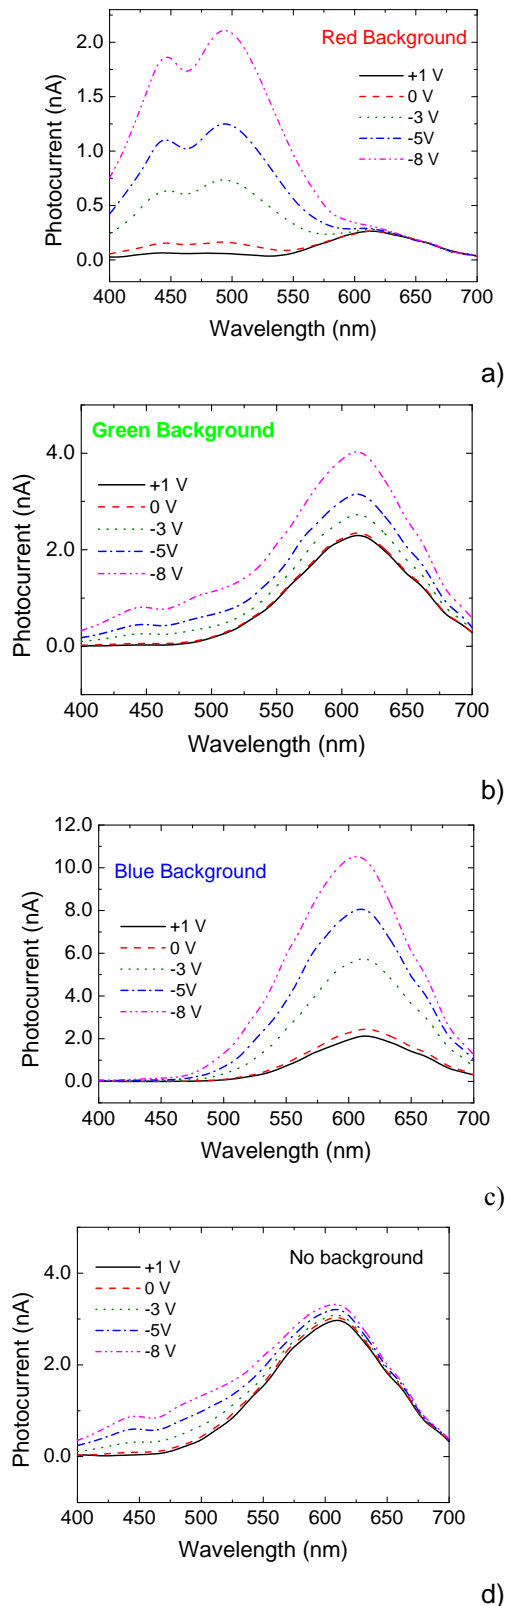 Red Background
+1 V
0 V
-3 V
-5V
-8 V
2.0
1.5
1.0
0.5
0.0
Photocurrent (nA)
400 450 500 550 600 650 700
Wavelength (nm)
a)
Green Background
+1 V
0 V
-3 V
-5V
-8 V
4.0
2.0
0.0
Photocurrent (nA)
400 450 500 550 600 650 700
Wavelength (nm)
b)
Blue Background
+1 V
0 V
-3 V
-5V
-8 V
12.0
10.0
8.0
6.0
4.0
2.0
0.0
Photocurrent (nA)
400 450 500 550 600 650 700
Wavelength (nm)
c)
No background
+1 V
0 V
-3 V
-5V
-8 V
4.0
2.0
0.0
Photocurrent (nA)
400 450 500 550 600 650 700
Wavelength (nm)
d)